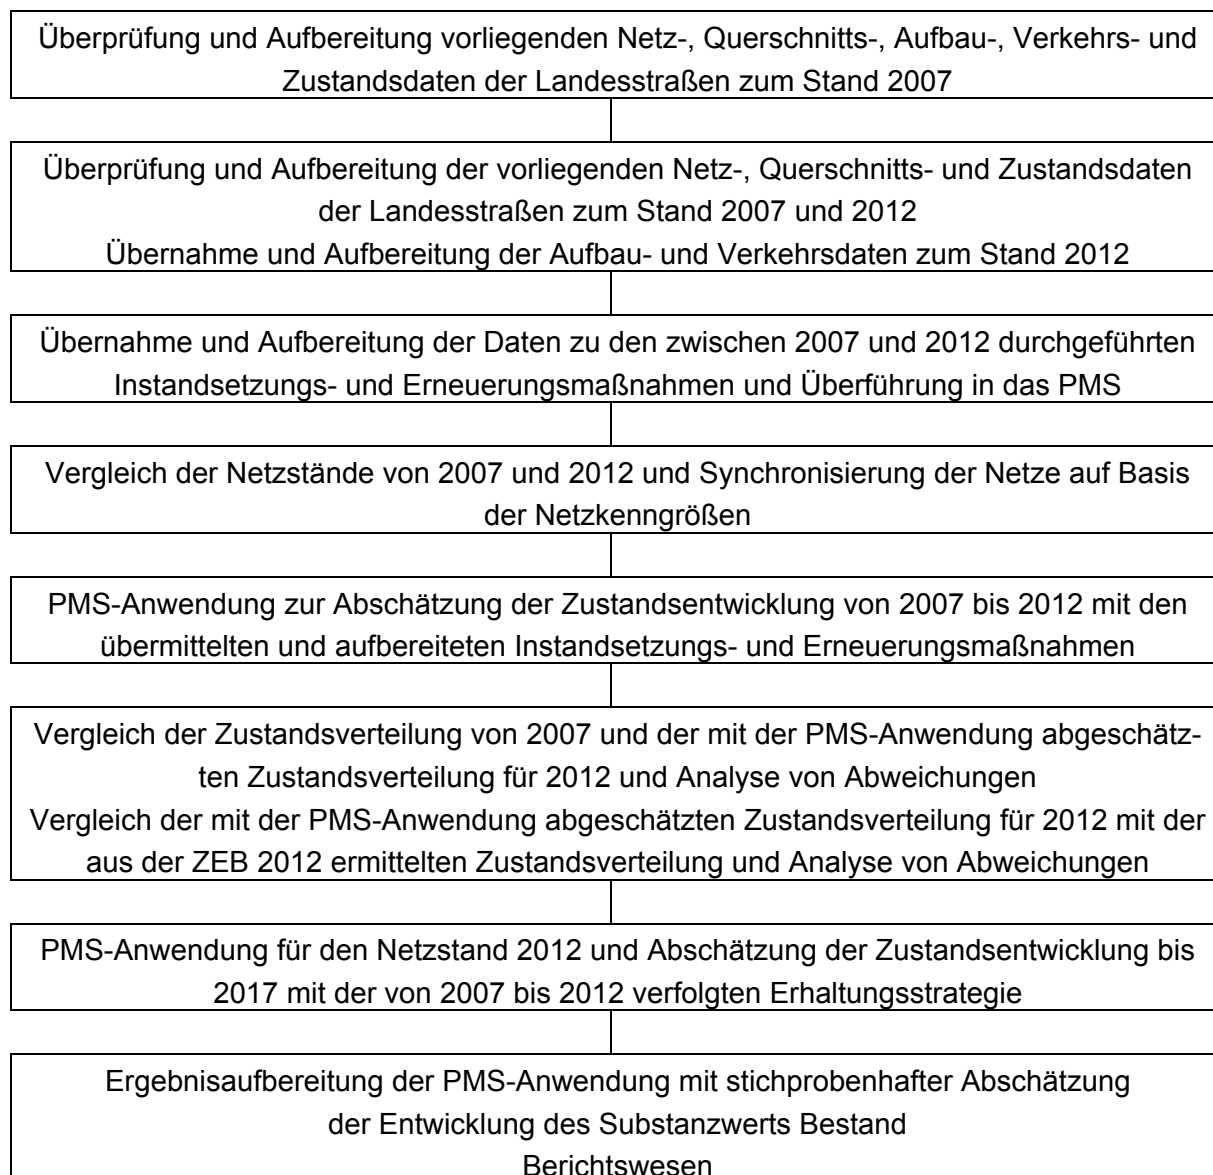 Überprüfung und Aufbereitung vorliegenden Netz-, Querschnitts-, Aufbau-, Verkehrs- und
Zustandsdaten der Landesstraßen zum Stand 2007
Überprüfung und Aufbereitung der vorliegenden Netz-, Querschnitts- und Zustandsdaten
der Landesstraßen zum Stand 2007 und 2012
Übernahme und Aufbereitung der Aufbau- und Verkehrsdaten zum Stand 2012
Übernahme und Aufbereitung der Daten zu den zwischen 2007 und 2012 durchgeführten
Instandsetzungs- und Erneuerungsmaßnahmen und Überführung in das PMS
Vergleich der Netzstände von 2007 und 2012 und Synchronisierung der Netze auf Basis
der Netzkenngrößen
PMS-Anwendung zur Abschätzung der Zustandsentwicklung von 2007 bis 2012 mit den
übermittelten und aufbereiteten Instandsetzungs- und Erneuerungsmaßnahmen
Vergleich der Zustandsverteilung von 2007 und der mit der PMS-Anwendung abgeschätz-
ten Zustandsverteilung für 2012 und Analyse von Abweichungen
Vergleich der mit der PMS-Anwendung abgeschätzten Zustandsverteilung für 2012 mit der
aus der ZEB 2012 ermittelten Zustandsverteilung und Analyse von Abweichungen
PMS-Anwendung für den Netzstand 2012 und Abschätzung der Zustandsentwicklung bis
2017 mit der von 2007 bis 2012 verfolgten Erhaltungsstrategie
Ergebnisaufbereitung der PMS-Anwendung mit stichprobenhafter Abschätzung
der Entwicklung des Substanzwerts Bestand
Berichtswesen